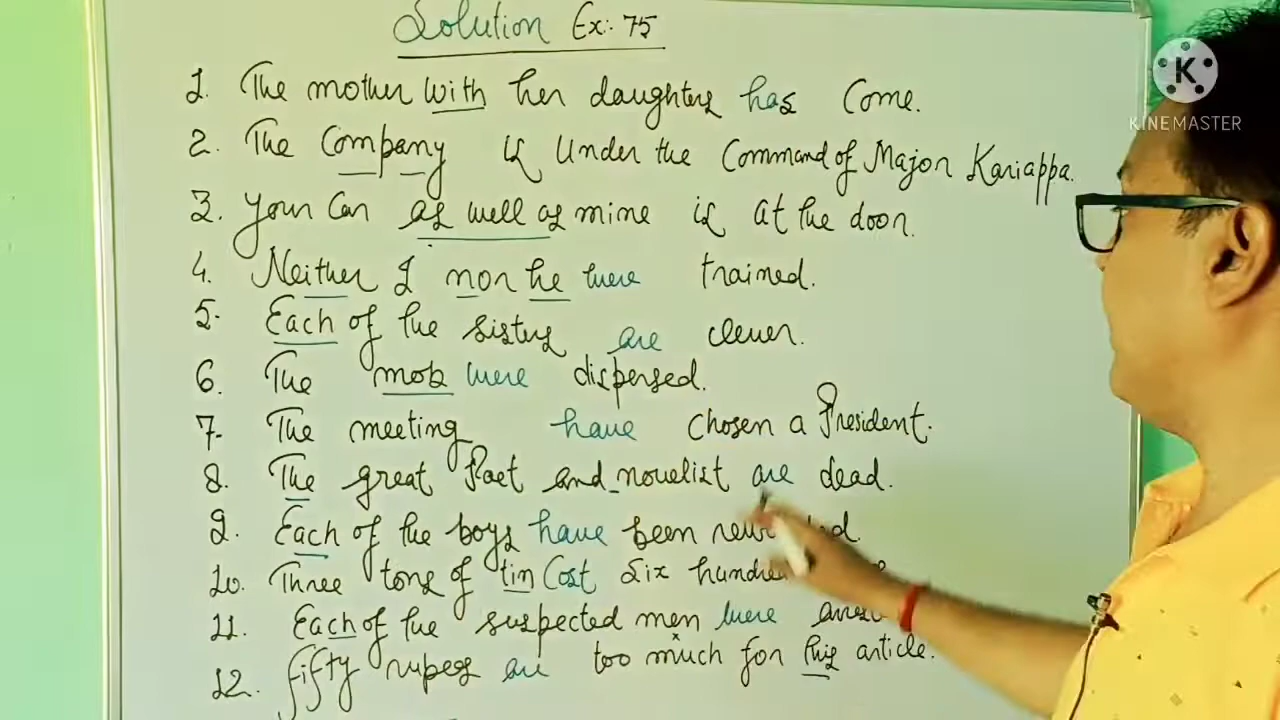 Solution Ex:- 75
KINEMASTER
1. The mother with her daughters has Come.
2. The Company is under the Command of Major Kariappa.
3. Your Car as well as mine is at the door.
4. Neither I nor he were trained.
5. Each of the sisters are clever.
6. The mob were dispersed.
7. The meeting have chosen a President.
8. The great Poet and novelist are dead.
9. Each of the boys have been
10. Three tons of tin Cost Six
11. Each of the suspected men were
12. fifty rupees are too much for this article.